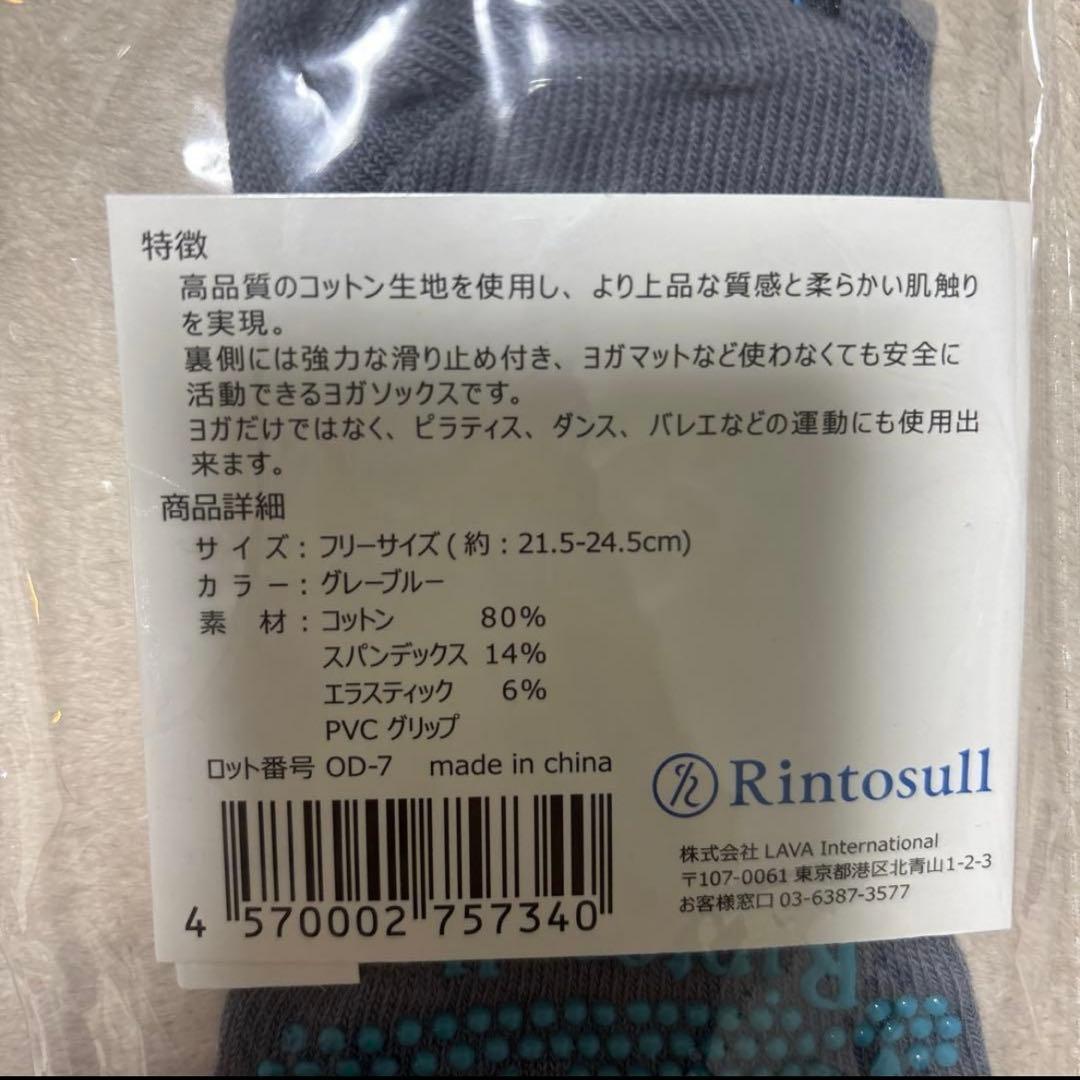 特徴
高品質のコットン生地を使用し、より上品な質感と柔らかい肌触り
を実現。
裏側には強力な滑り止め付き、ヨガマットなど使わなくても安全に
活動できるヨガソックスです。
ヨガだけではなく、ピラティス、ダンス、バレエなどの運動にも使用出
来ます。
商品詳細
サイズ：フリーサイズ(約：21.5-24.5cm)
カラー：グレーブルー
素 材：コットン 80%
スパンデックス 14%
エラスティック 6%
PVC グリップ
ロット番号 OD-7 made in china
Rintosull
株式会社 LAVA International
〒107-0061 東京都港区北青山1-2-3
お客様窓口 03-6387-3577
4 570002 757340